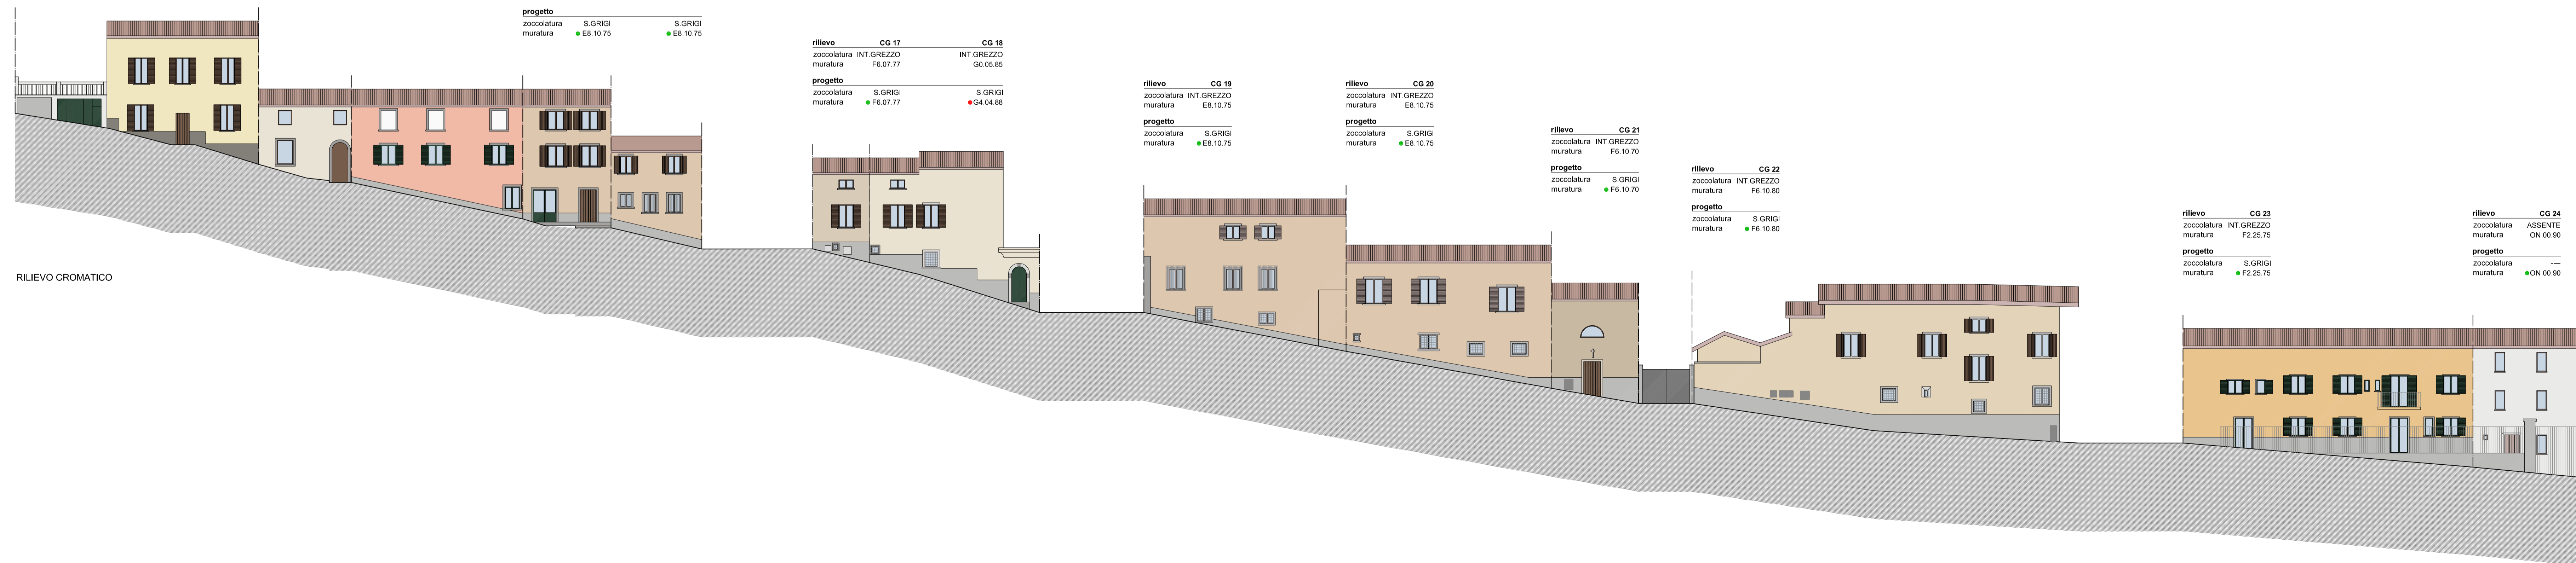 progetto
zoccolatura S.GRIGI S.GRIGI
muratura E8.10.75 E8.10.75
rilievo CG 17 CG 18
zoccolatura INT.GREZZO INT.GREZZO
muratura F6.07.77 G0.05.85
progetto
zoccolatura S.GRIGI S.GRIGI
muratura F6.07.77 G4.04.88
rilievo CG 19
zoccolatura INT.GREZZO
muratura E8.10.75
progetto
zoccolatura S.GRIGI
muratura E8.10.75
rilievo CG 20
zoccolatura INT.GREZZO
muratura E8.10.75
progetto
zoccolatura S.GRIGI
muratura E8.10.75
rilievo CG 21
zoccolatura INT.GREZZO
muratura F6.10.70
progetto
zoccolatura S.GRIGI
muratura F6.10.70
rilievo CG 22
zoccolatura INT.GREZZO
muratura F6.10.80
progetto
zoccolatura S.GRIGI
muratura F6.10.80
rilievo CG 23
zoccolatura INT.GREZZO
muratura F2.25.75
progetto
zoccolatura S.GRIGI
muratura F2.25.75
rilievo CG 24
zoccolatura ASSENTE
muratura ON.00.90
progetto
zoccolatura ----
muratura ON.00.90
RILIEVO CROMATICO